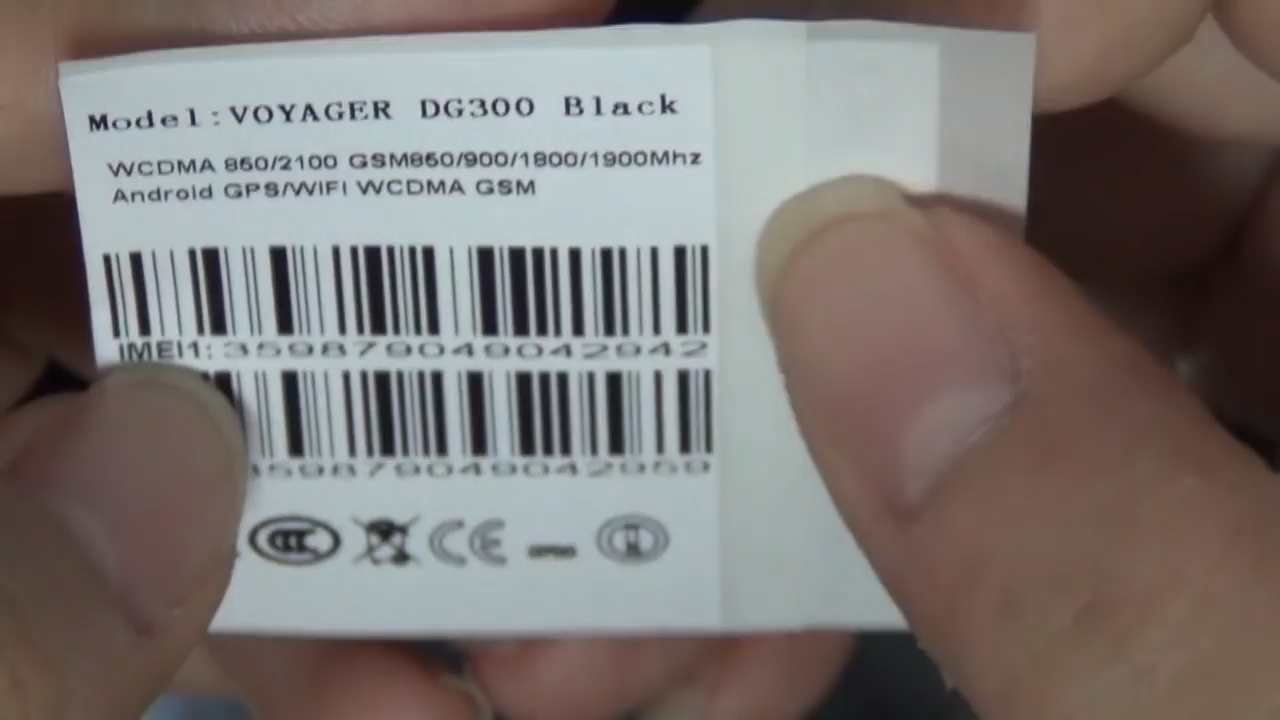 Model:VOYAGER DG300 Black
WCDMA 850/2100 GSM850/900/1800/1900Mhz
Android GPS/WIFI WCDMA GSM
IMEI1: 359879049042942
359879049042959
CE